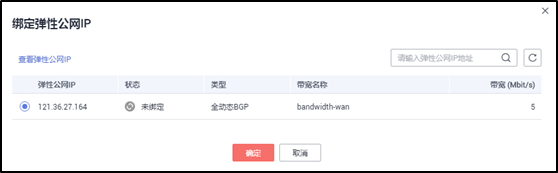 绑定弹性公网IP
查看弹性公网IP
请输入弹性公网IP地址
弹性公网IP 状态 类型 带宽名称 带宽 (Mbit/s)
121.36.27.164 未绑定 全动态BGP bandwidth-wan 5
确定 取消